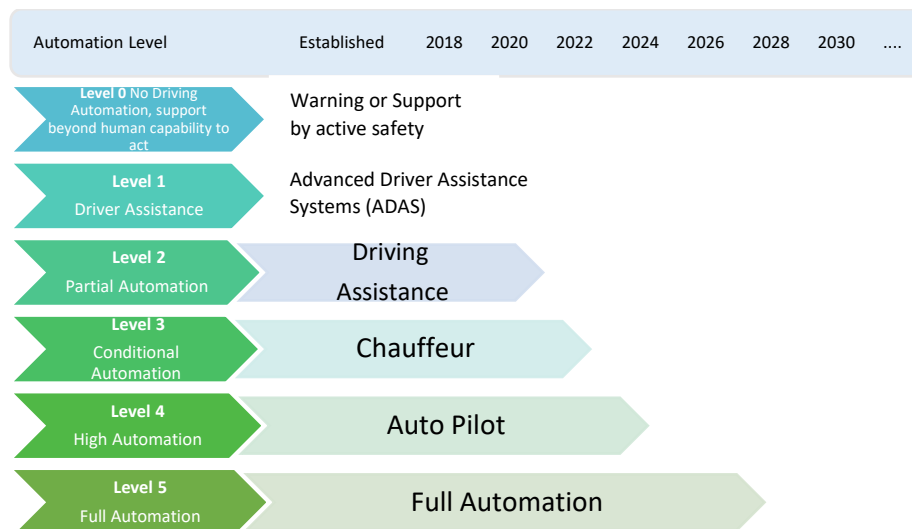 Automation Level Established 2018 2020 2022 2024 2026 2028 2030 ....
Level 0 No Driving
Automation, support
beyond human capability to
act
Warning or Support
by active safety
Level 1
Driver Assistance
Advanced Driver Assistance
Systems (ADAS)
Level 2
Partial Automation
Driving
Assistance
Level 3
Conditional
Automation
Chauffeur
Level 4
High Automation
Auto Pilot
Level 5
Full Automation
Full Automation